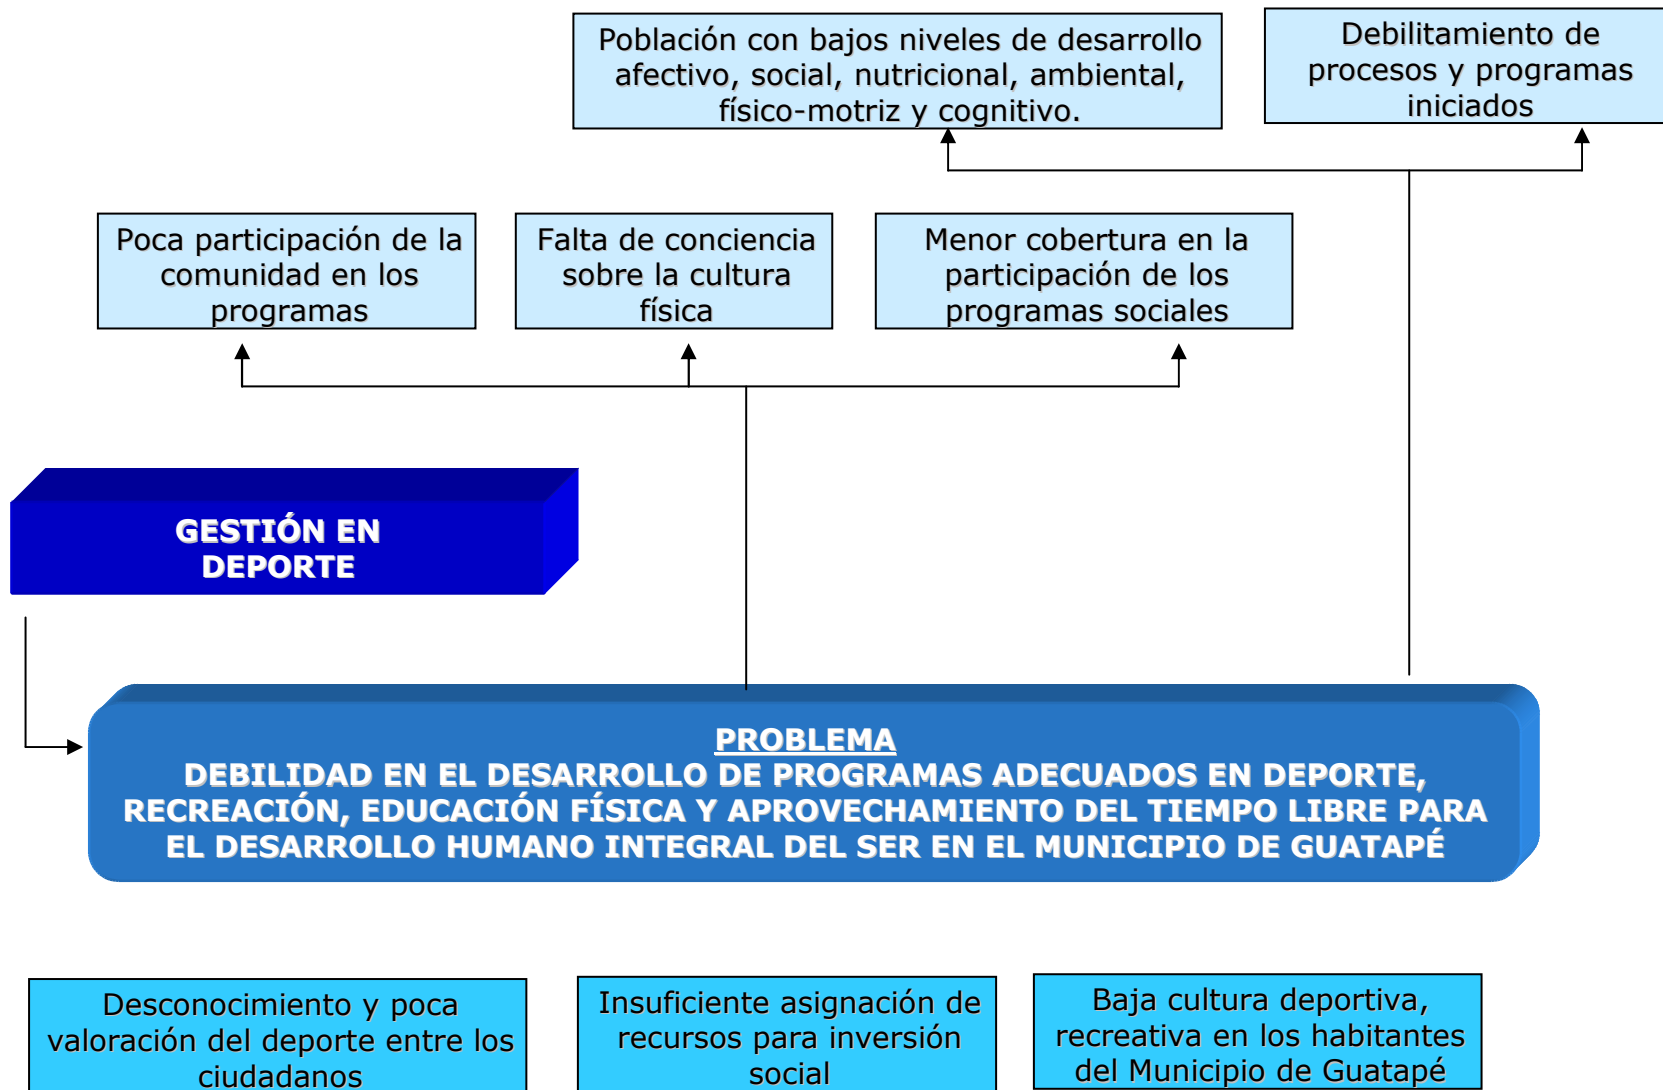 Población con bajos niveles de desarrollo
afectivo, social, nutricional, ambiental,
físico-motriz y cognitivo.
Debilitamiento de
procesos y programas
iniciados
Poca participación de la
comunidad en los
programas
Falta de conciencia
sobre la cultura
física
Menor cobertura en la
participación de los
programas sociales
GESTIÓN EN
DEPORTE
PROBLEMA
DEBILIDAD EN EL DESARROLLO DE PROGRAMAS ADECUADOS EN DEPORTE,
RECREACIÓN, EDUCACIÓN FÍSICA Y APROVECHAMIENTO DEL TIEMPO LIBRE PARA
EL DESARROLLO HUMANO INTEGRAL DEL SER EN EL MUNICIPIO DE GUATAPÉ
Desconocimiento y poca
valoración del deporte entre los
ciudadanos
Insuficiente asignación de
recursos para inversión
social
Baja cultura deportiva,
recreativa en los habitantes
del Municipio de Guatapé